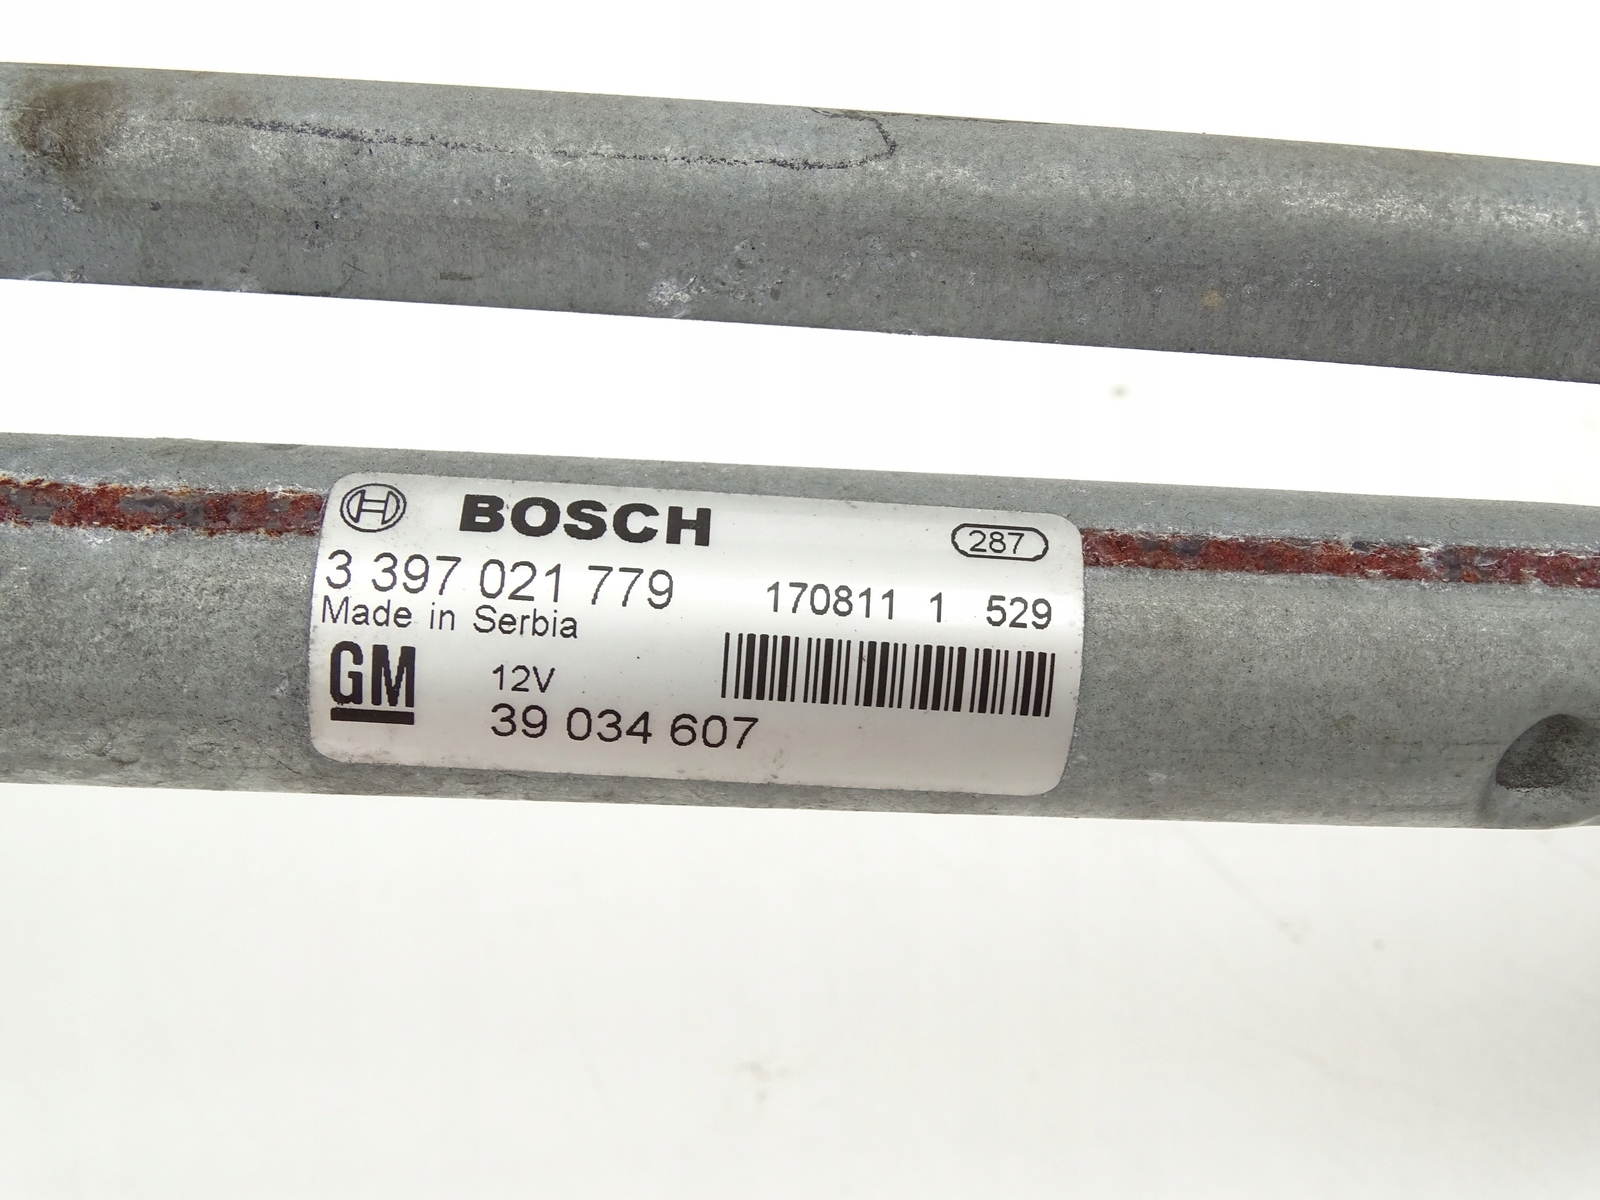 BOSCH
287
3 397 021 779
170811 1 529
Made in Serbia
GM
12V
39 034 607